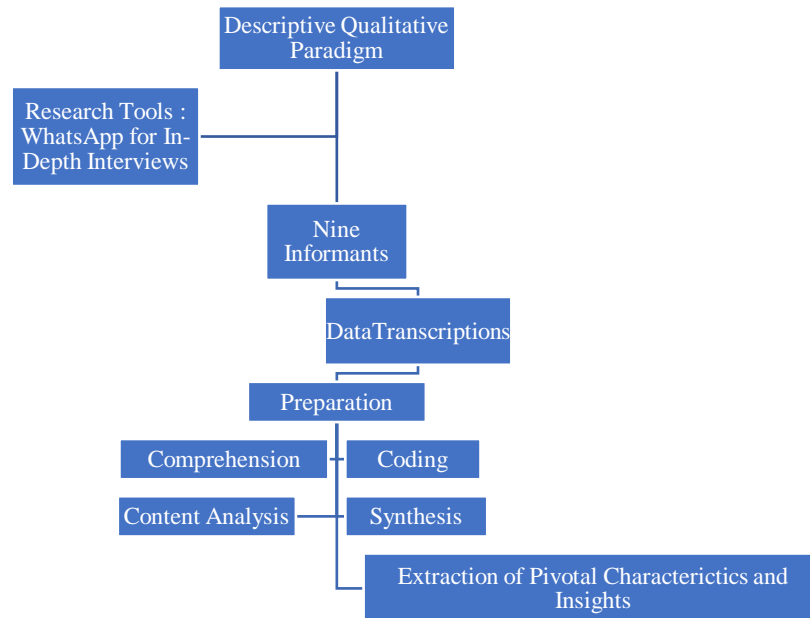 Descriptive Qualitative
Paradigm
Research Tools :
WhatsApp for In-
Depth Interviews
Nine
Informants
DataTranscriptions
Preparation
Comprehension
Coding
Content Analysis
Synthesis
Extraction of Pivotal Characterictics and
Insights